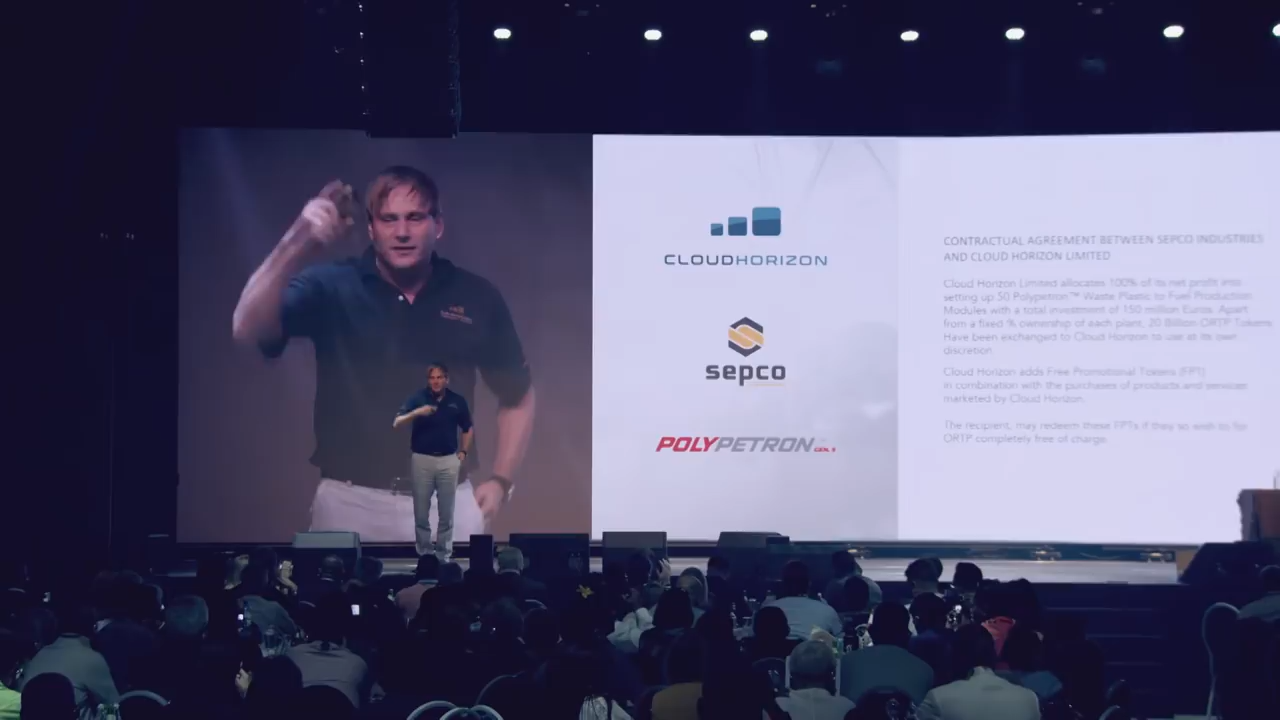 CLOUDHORIZON
sepco
POLYPETRON GEN. II
CONTRACTUAL AGREEMENT BETWEEN SEPCO INDUSTRIES
AND CLOUD HORIZON LIMITED
Cloud Horizon Limited allocates 100% of its net profit into
setting up 50 Polypetron™ Waste Plastic to Fuel Production
Modules with a total investment of 150 million Euros. Apart
from a fixed % ownership of each plant, 20 Billion ORTP Tokens
Have been exchanged to Cloud Horizon to use at its own
discretion.
Cloud Horizon adds Free Promotional Tokens (FPT)
in combination with the purchases of products and services
marketed by Cloud Horizon.
The recipient, may redeem these FPTs if they so wish to for
ORTP completely free of charge.